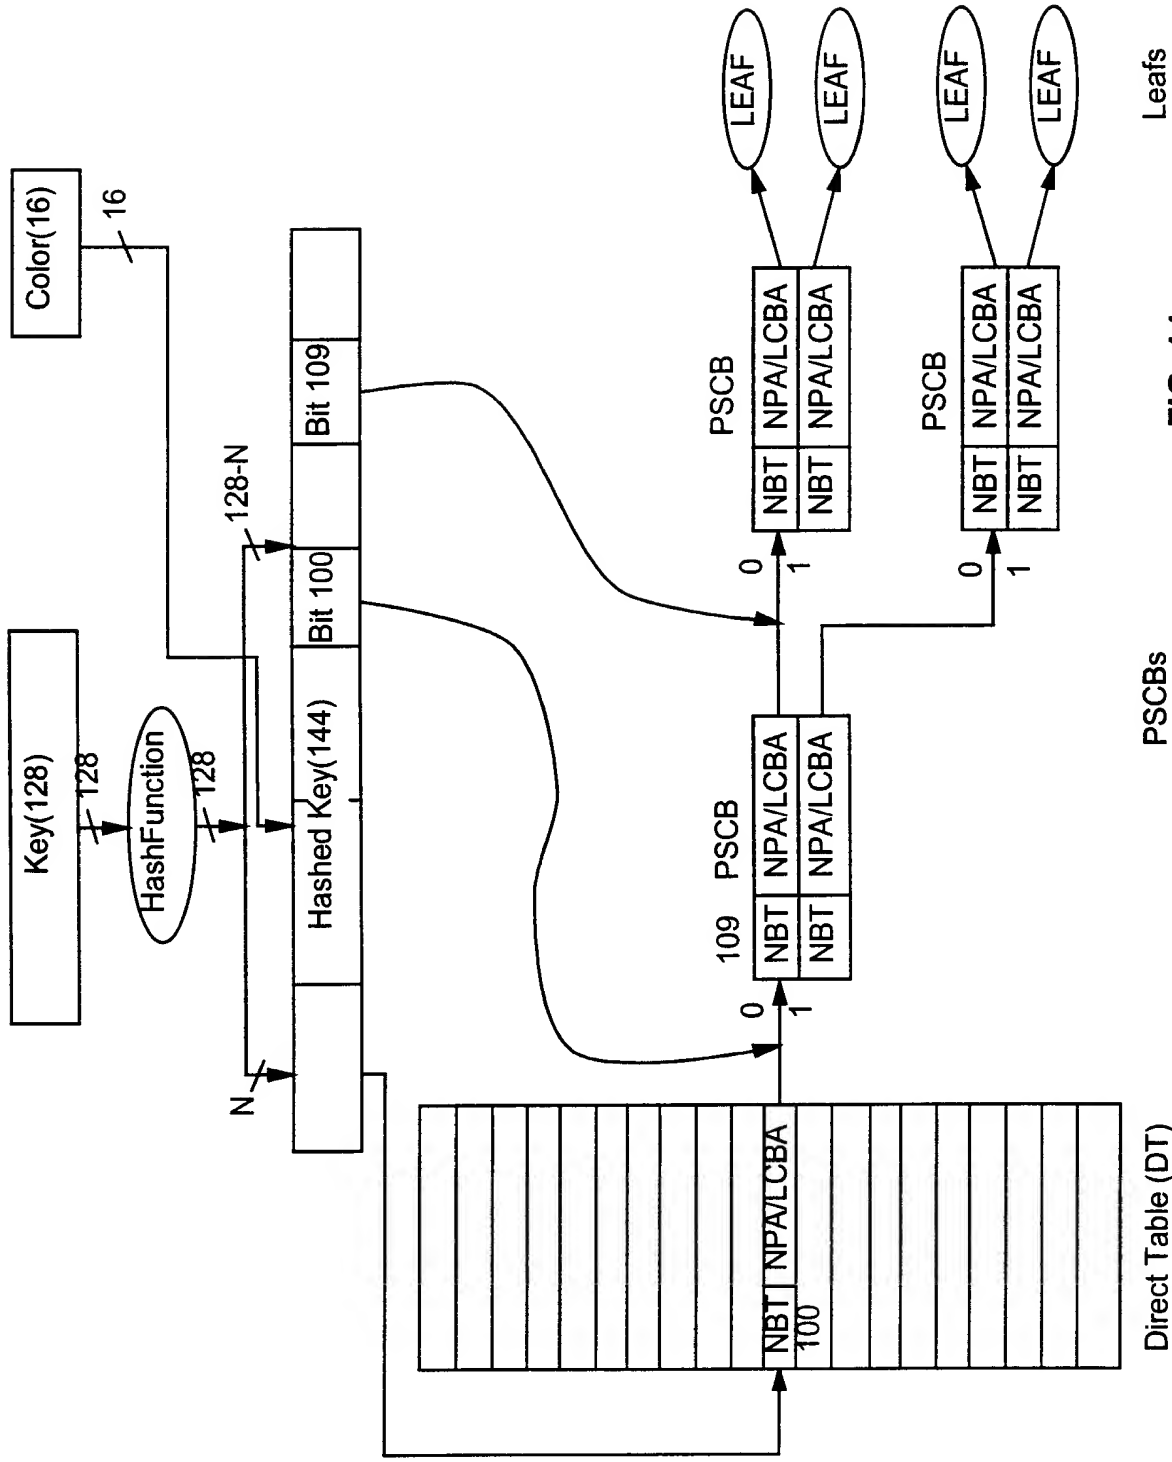 Key(128)
Color(16)
128
16
HashFunction
128
N
128-N
Hashed Key(144)
Bit 100
Bit 109
NBT
NPA/LCBA
100
0
1
109
PSCB
NBT
NPA/LCBA
NBT
NPA/LCBA
0
1
PSCB
NBT
NPA/LCBA
NBT
NPA/LCBA
LEAF
LEAF
0
1
PSCB
NBT
NPA/LCBA
NBT
NPA/LCBA
LEAF
LEAF
Direct Table (DT)
PSCBs
Leafs